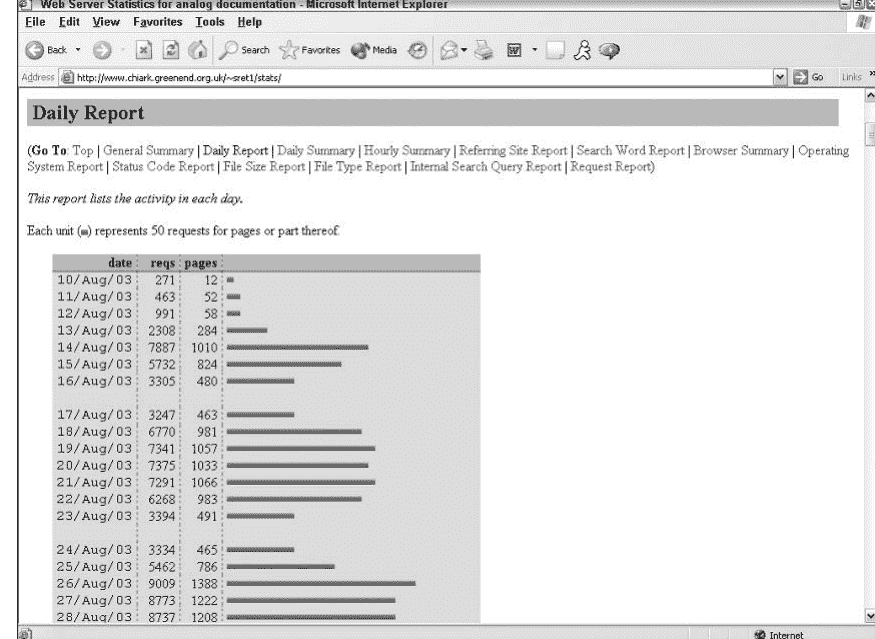 Web Server Statistics for analog documentation - Microsoft Internet Explorer
File Edit View Favorites Tools Help
Back Search Favorites Media
Address http://www.chiark.greenend.org.uk/~sret1/stats/ Go Links »
Daily Report
(Go To: Top | General Summary | Daily Report | Daily Summary | Hourly Summary | Referring Site Report | Search Word Report | Browser Summary | Operating
System Report | Status Code Report | File Size Report | File Type Report | Internal Search Query Report | Request Report)
This report lists the activity in each day.
Each unit (▬) represents 50 requests for pages or part thereof.
date reqs pages
10/Aug/03 271 12
11/Aug/03 463 52
12/Aug/03 991 58
13/Aug/03 2308 284
14/Aug/03 7887 1010
15/Aug/03 5732 824
16/Aug/03 3305 480
17/Aug/03 3247 463
18/Aug/03 6770 981
19/Aug/03 7341 1057
20/Aug/03 7375 1033
21/Aug/03 7291 1066
22/Aug/03 6268 983
23/Aug/03 3394 491
24/Aug/03 3334 465
25/Aug/03 5462 786
26/Aug/03 9009 1388
27/Aug/03 8773 1222
28/Aug/03 8737 1208
Internet